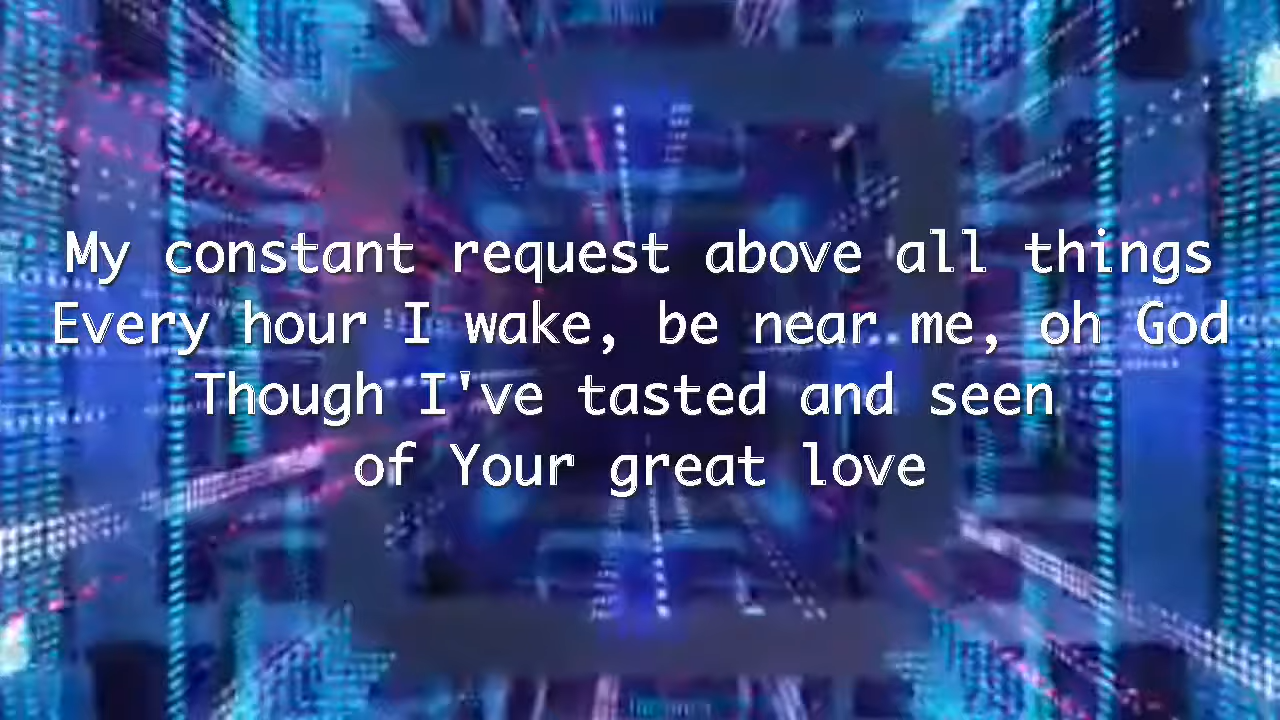 My constant request above all things
Every hour I wake, be near me, oh God
Though I've tasted and seen
of Your great love